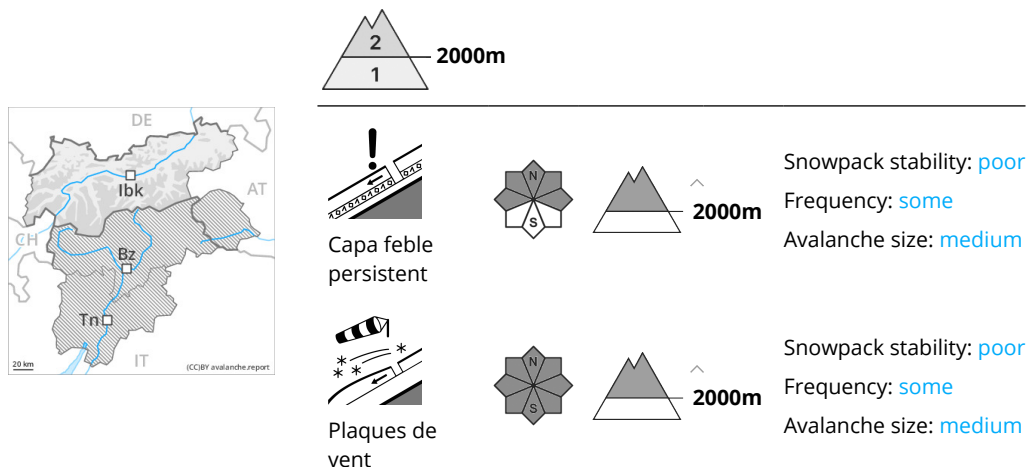 2
2000m
1
DE
Ibk
AT
CH
Bz
Tn
IT
20 km
(CC)BY avalanche.report
N
S
2000m
Snowpack stability: poor
Frequency: some
Avalanche size: medium
Capa feble
persistent
N
S
2000m
Snowpack stability: poor
Frequency: some
Avalanche size: medium
Plaques de
vent